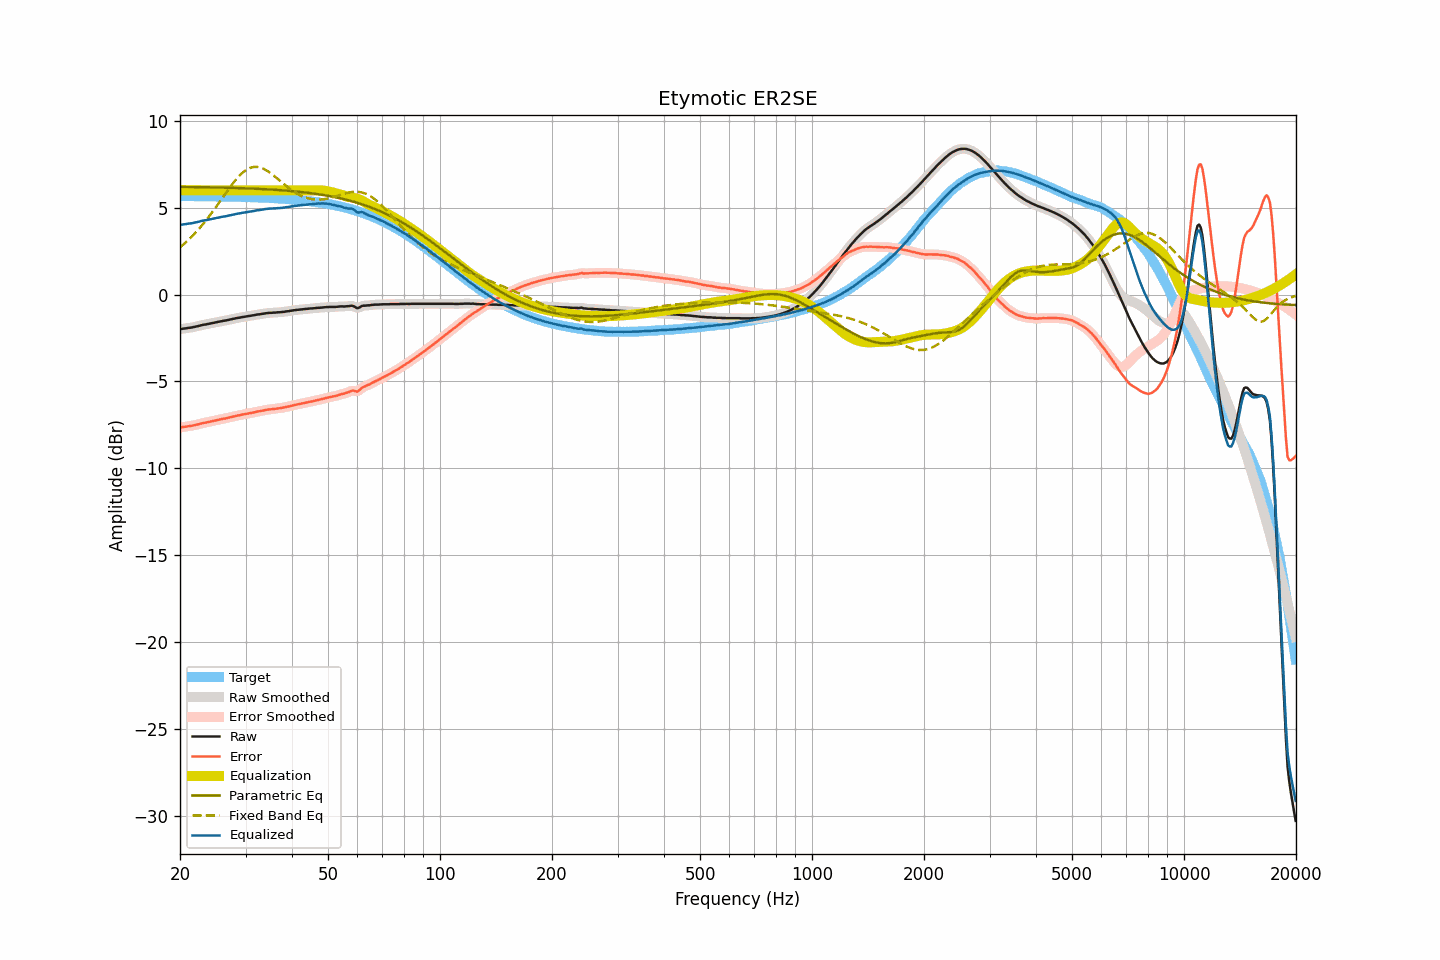 Etymotic ER2SE
10
5
0
−5
−10
−15
−20
−25
−30
Amplitude (dBr)
Target
Raw Smoothed
Error Smoothed
Raw
Error
Equalization
Parametric Eq
Fixed Band Eq
Equalized
20 50 100 200 500 1000 2000 5000 10000 20000
Frequency (Hz)